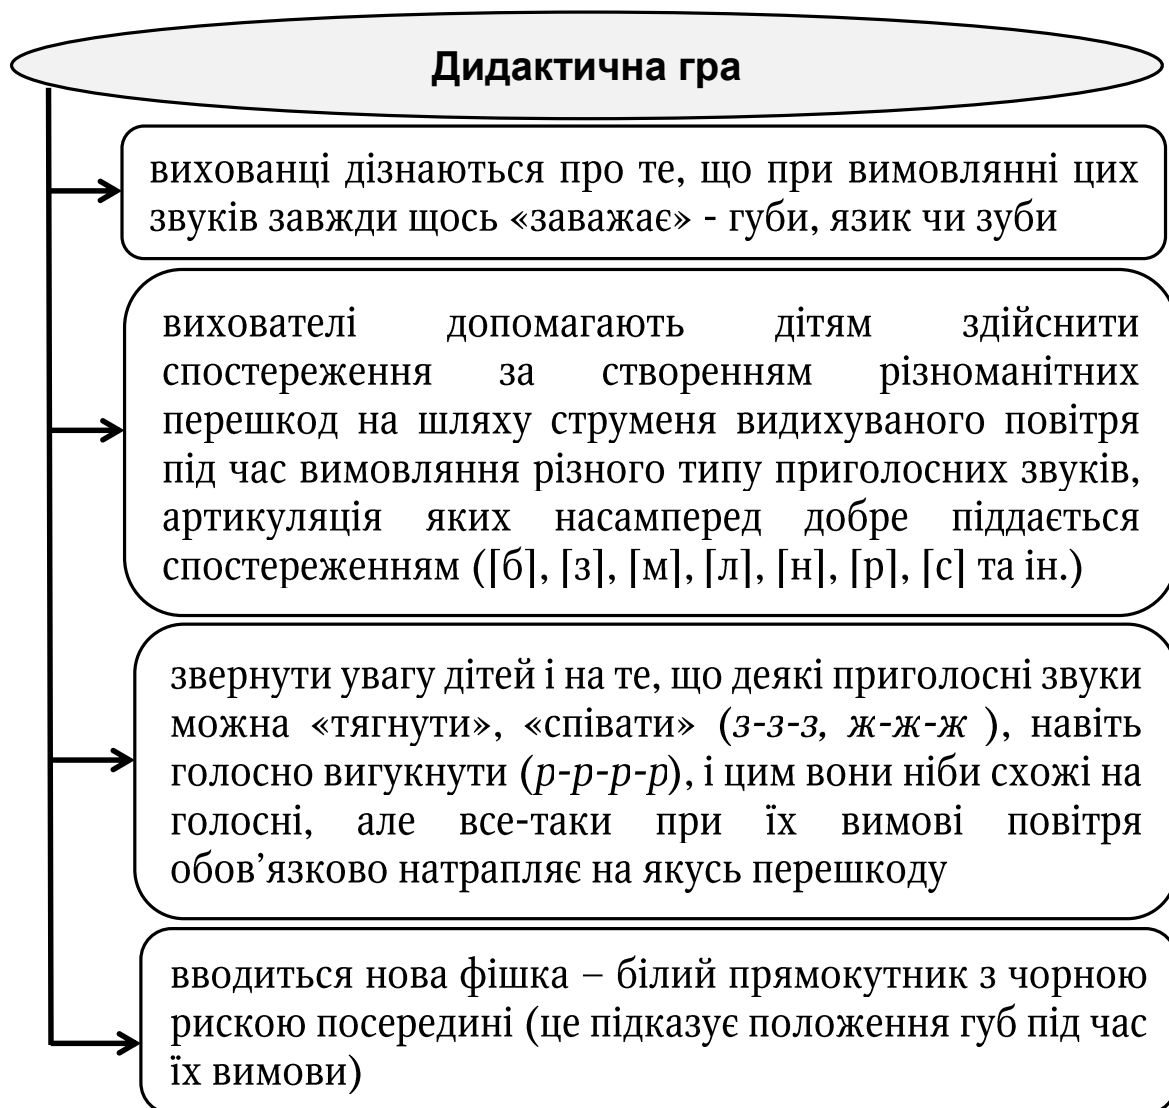 Дидактична гра
вихованці дізнаються про те, що при вимовлянні цих
звуків завжди щось «заважає» - губи, язик чи зуби
вихователі допомагають дітям здійснити
спостереження за створенням різноманітних
перешкод на шляху струменя видихуваного повітря
під час вимовляння різного типу приголосних звуків,
артикуляція яких насамперед добре піддається
спостереженням ([б], [з], [м], [л], [н], [р], [с] та ін.)
звернути увагу дітей і на те, що деякі приголосні звуки
можна «тягнути», «співати» (з-з-з, ж-ж-ж ), навіть
голосно вигукнути (р-р-р-р), і цим вони ніби схожі на
голосні, але все-таки при їх вимові повітря
обов’язково натрапляє на якусь перешкоду
вводиться нова фішка – білий прямокутник з чорною
рискою посередині (це підказує положення губ під час
їх вимови)